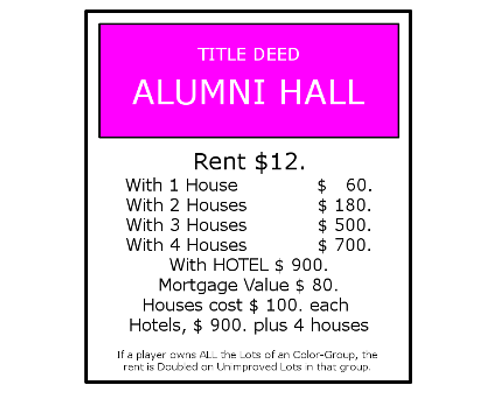 TITLE DEED
ALUMNI HALL
Rent $12.
With 1 House $ 60.
With 2 Houses $ 180.
With 3 Houses $ 500.
With 4 Houses $ 700.
With HOTEL $ 900.
Mortgage Value $ 80.
Houses cost $ 100. each
Hotels, $ 900. plus 4 houses
If a player owns ALL the Lots of an Color-Group, the
rent is Doubled on Unimproved Lots in that group.